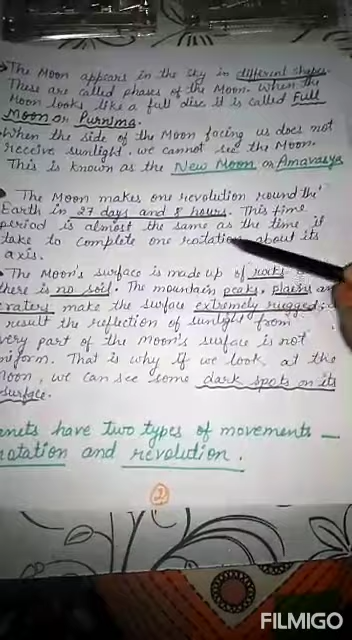 The Moon appears in the sky in different shapes.
These are called phases of the Moon. When the
Moon looks like a full disc it is called Full
Moon or Purnima.
When the side of the Moon facing us does not
receive sunlight, we cannot see the Moon.
This is known as the New Moon or Amavasya
The Moon makes one revolution round the
Earth in 27 days and 8 hours. This time
period is almost the same as the time it
take to complete one rotation about its
axis.
The Moon's surface is made up of rocks
there is no soil. The mountain peaks, plains an
craters make the surface extremely rugged
result the reflection of sunlight from
very part of the Moon's surface is not
niform. That is why if we look at the
Moon, we can see some dark spots on its
surface.
anets have two types of movements —
rotation and revolution.
2
FILMIGO